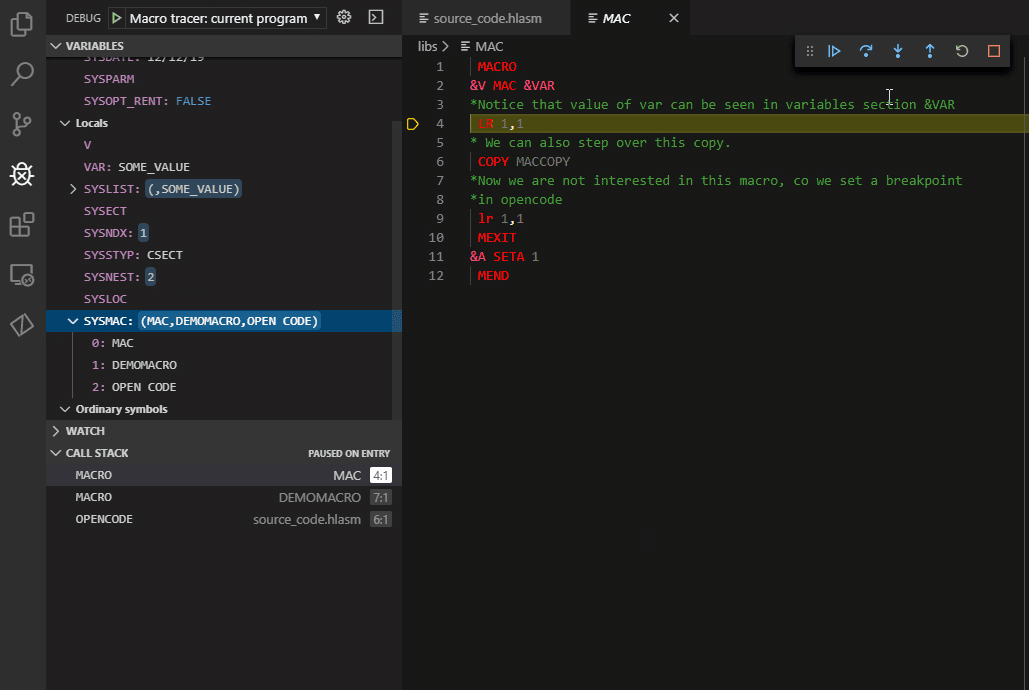 DEBUG Macro tracer: current program
VARIABLES
SYSDATE: 12/12/19
SYSPARM
SYSOPT_RENT: FALSE
Locals
V
VAR: SOME_VALUE
SYSLIST: (,SOME_VALUE)
SYSECT
SYSNDX: 1
SYSSTYP: CSECT
SYSNEST: 2
SYSLOC
SYSMAC: (MAC,DEMOMACRO,OPEN CODE)
0: MAC
1: DEMOMACRO
2: OPEN CODE
Ordinary symbols
WATCH
CALL STACK PAUSED ON ENTRY
MACRO MAC 4:1
MACRO DEMOMACRO 7:1
OPENCODE source_code.hlasm 6:1
source_code.hlasm MAC
libs > MAC
1 MACRO
2 &V MAC &VAR
3 *Notice that value of var can be seen in variables section &VAR
4 LR 1,1
5 * We can also step over this copy.
6 COPY MACCOPY
7 *Now we are not interested in this macro, co we set a breakpoint
8 *in opencode
9 lr 1,1
10 MEXIT
11 &A SETA 1
12 MEND